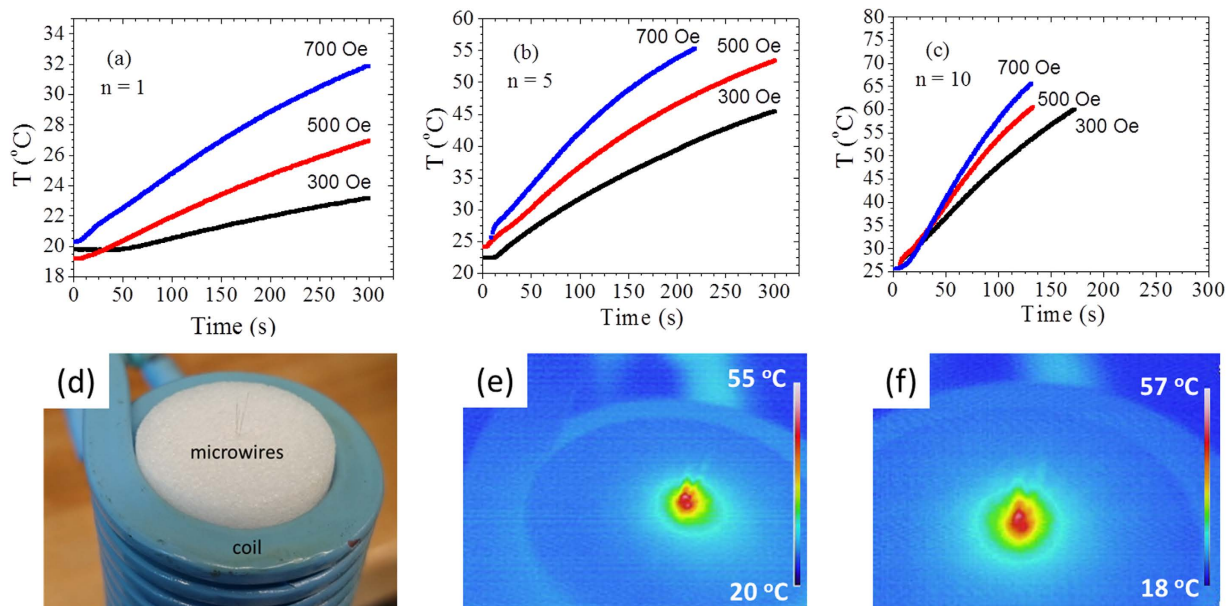 (a)
n = 1
700 Oe
500 Oe
300 Oe
T (°C)
34
32
30
28
26
24
22
20
18
0 50 100 150 200 250 300
Time (s)
(b)
n = 5
700 Oe
500 Oe
300 Oe
T (°C)
60
55
50
45
40
35
30
25
20
0 50 100 150 200 250 300
Time (s)
(c)
n = 10
700 Oe
500 Oe
300 Oe
T (°C)
80
75
70
65
60
55
50
45
40
35
30
25
0 50 100 150 200 250 300
Time (s)
(d)
microwires
coil
(e)
55 °C
20 °C
(f)
57 °C
18 °C